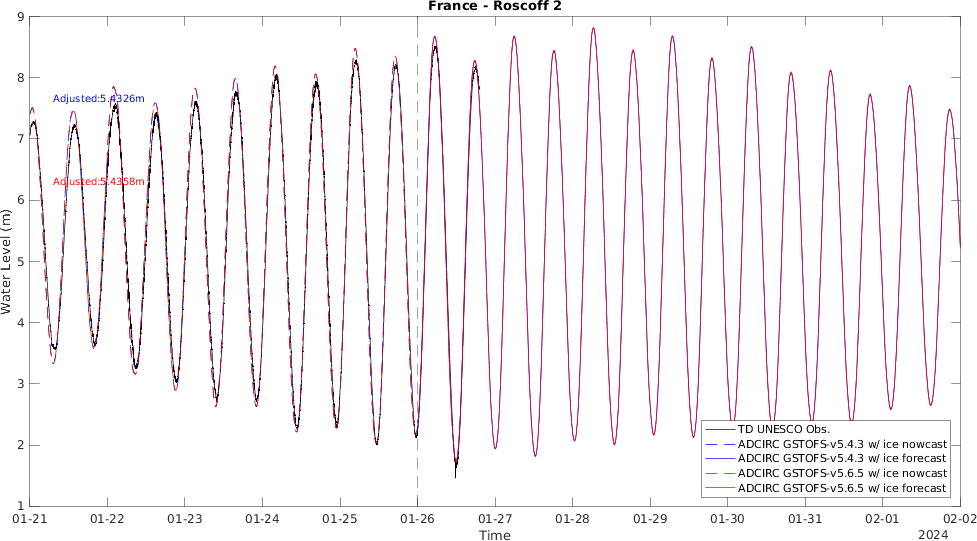 France - Roscoff 2
9
8
7
6
5
4
3
2
1
Water Level (m)
Adjusted:5.4326m
Adjusted:5.4358m
TD UNESCO Obs.
ADCIRC GSTOFS-v5.4.3 w/ ice nowcast
ADCIRC GSTOFS-v5.4.3 w/ ice forecast
ADCIRC GSTOFS-v5.6.5 w/ ice nowcast
ADCIRC GSTOFS-v5.6.5 w/ ice forecast
01-21 01-22 01-23 01-24 01-25 01-26 01-27 01-28 01-29 01-30 01-31 02-01 02-02
Time
2024